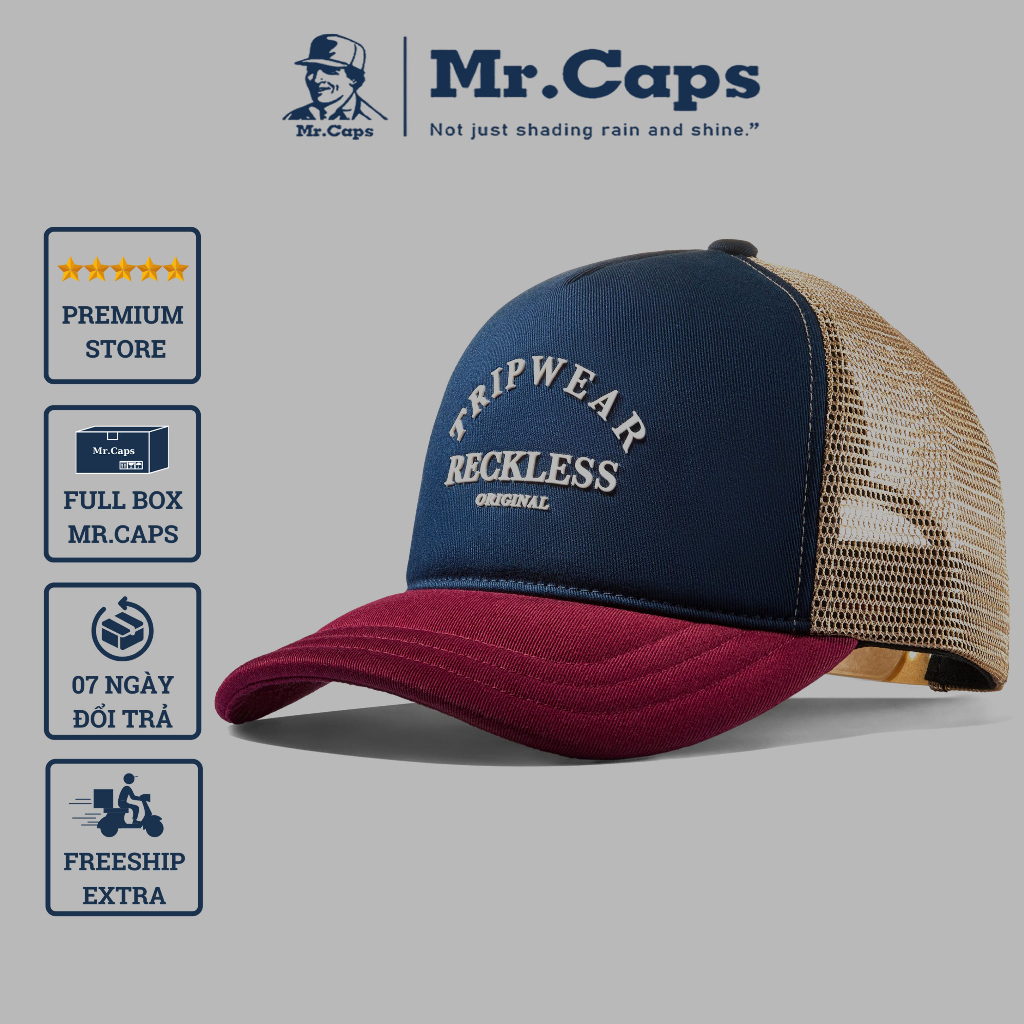 Mr.Caps
Mr.Caps
Not just shading rain and shine.”
PREMIUM
STORE
Mr.Caps
FULL BOX
MR.CAPS
07 NGÀY
ĐỔI TRẢ
FREESHIP
EXTRA
TRIPWEAR
RECKLESS
ORIGINAL